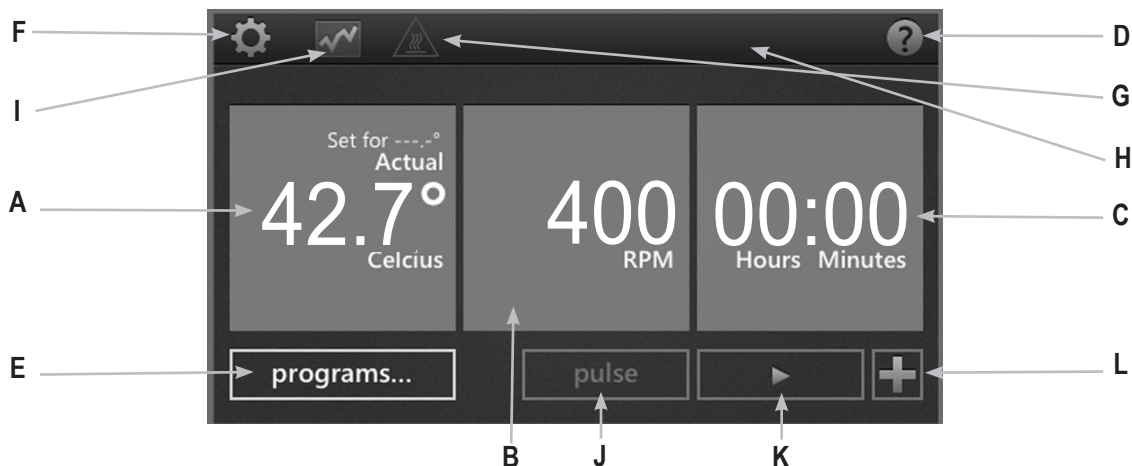 F
D
I
G
H
Set for ---.-°
Actual
42.7°
Celcius
400
RPM
00:00
Hours Minutes
A
C
E
programs...
pulse
L
B
J
K
?